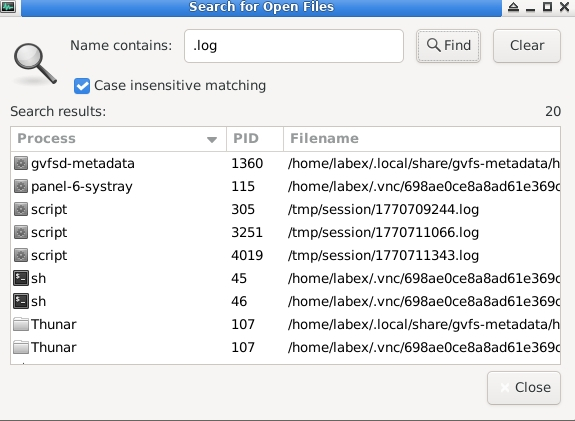 Search for Open Files
Name contains: .log Find Clear
Case insensitive matching
Search results: 20
Process PID Filename
gvfsd-metadata 1360 /home/labex/.local/share/gvfs-metadata/h
panel-6-systray 115 /home/labex/.vnc/698ae0ce8a8ad61e369c
script 305 /tmp/session/1770709244.log
script 3251 /tmp/session/1770711066.log
script 4019 /tmp/session/1770711343.log
sh 45 /home/labex/.vnc/698ae0ce8a8ad61e369c
sh 46 /home/labex/.vnc/698ae0ce8a8ad61e369c
Thunar 107 /home/labex/.local/share/gvfs-metadata/h
Thunar 107 /home/labex/.vnc/698ae0ce8a8ad61e369c
Close